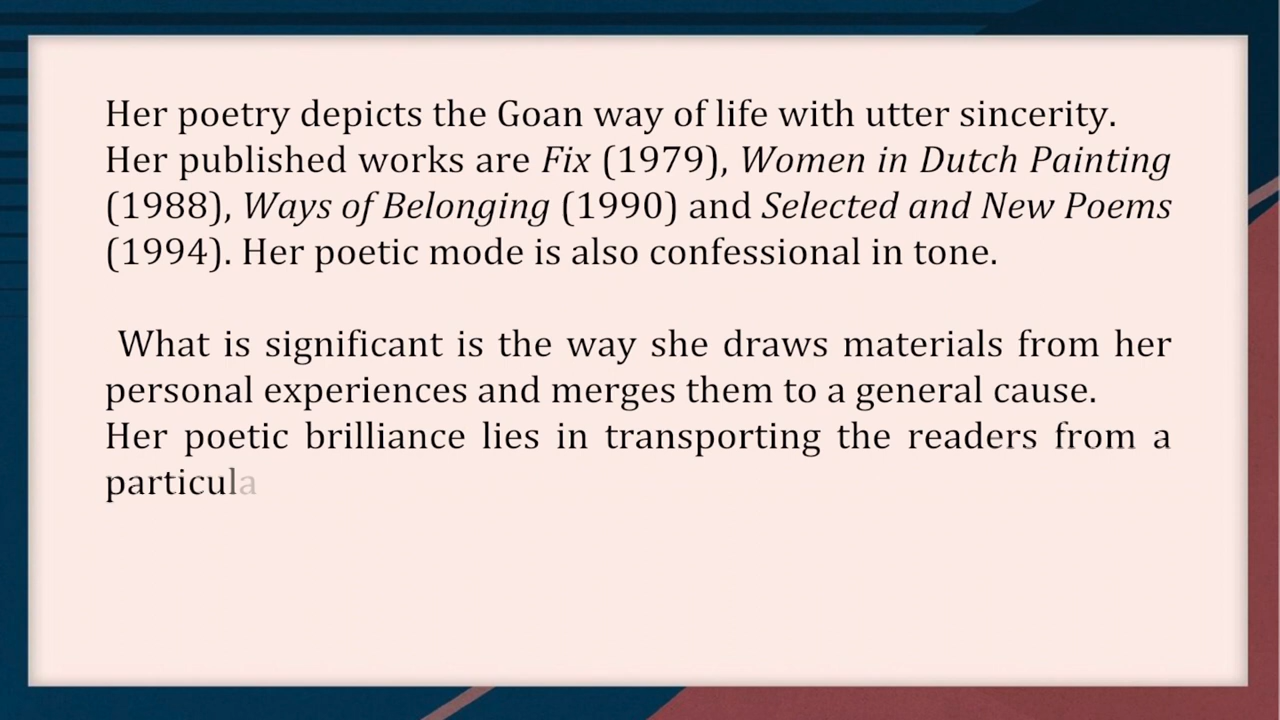 Her poetry depicts the Goan way of life with utter sincerity.
Her published works are Fix (1979), Women in Dutch Painting
(1988), Ways of Belonging (1990) and Selected and New Poems
(1994). Her poetic mode is also confessional in tone.
What is significant is the way she draws materials from her
personal experiences and merges them to a general cause.
Her poetic brilliance lies in transporting the readers from a
particula